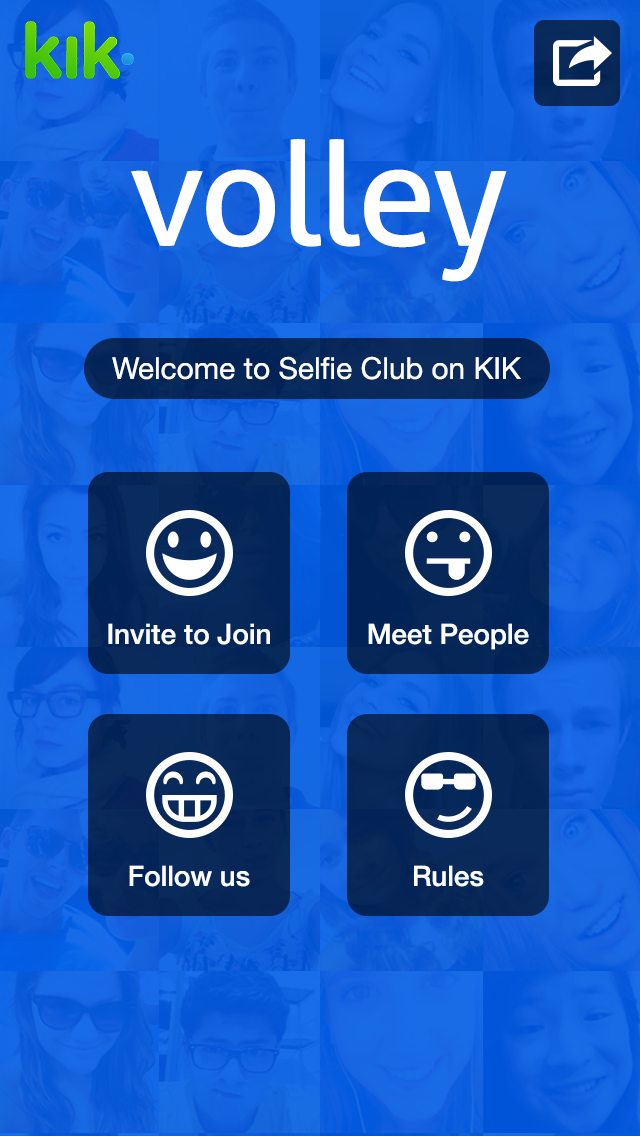 kik.
volley
Welcome to Selfie Club on KIK
Invite to Join
Meet People
Follow us
Rules